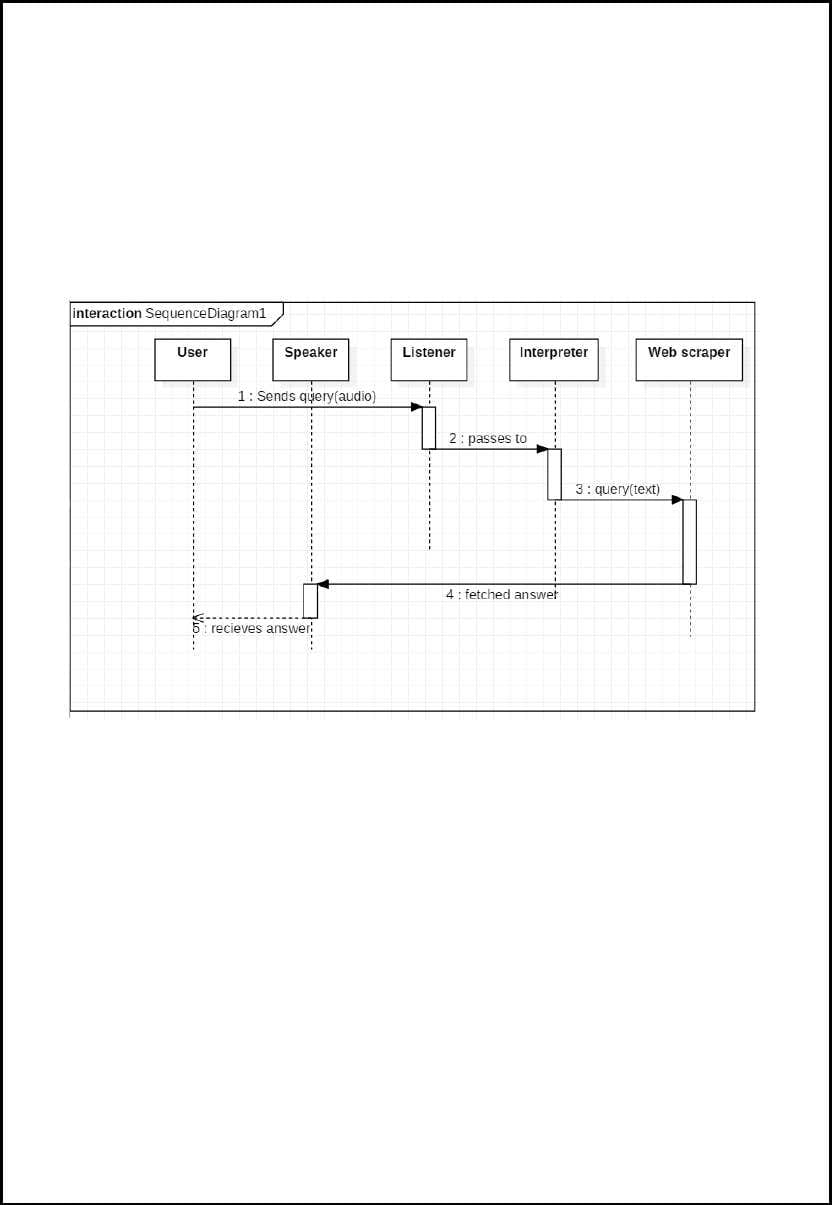 interaction SequenceDiagram1
User
Speaker
Listener
Interpreter
Web scraper
1 : Sends query(audio)
2 : passes to
3 : query(text)
4 : fetched answer
5 : recieves answer